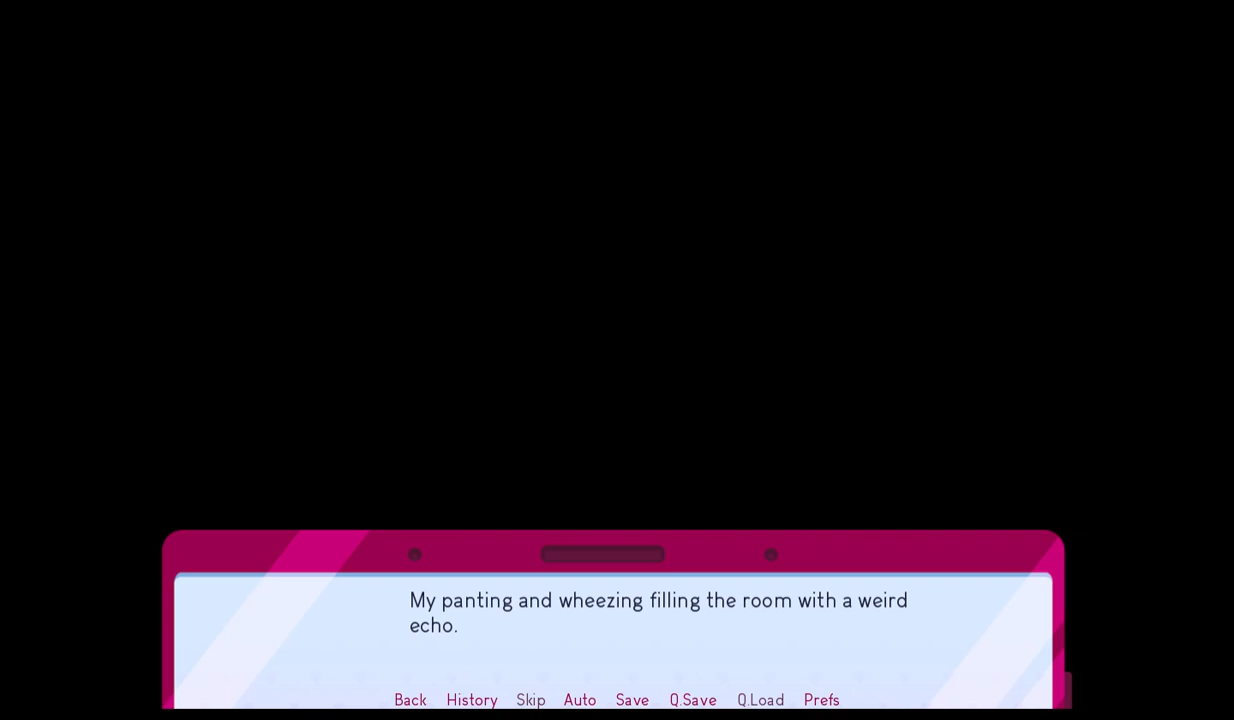 My panting and wheezing filling the room with a weird
echo.
Back History Skip Auto Save Q.Save Q.Load Prefs